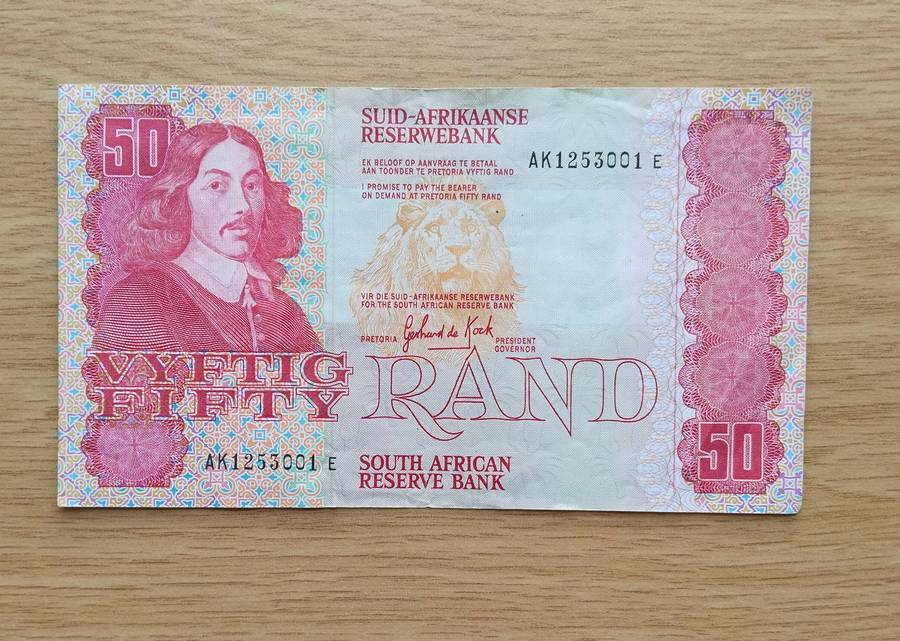 50
SUID-AFRIKAANSE
RESERWEBANK
EK BELOOF OP AANVRAAG TE BETAAL
AAN TOONDER TE PRETORIA VYFTIG RAND
I PROMISE TO PAY THE BEARER
ON DEMAND AT PRETORIA FIFTY RAND
AK1253001 E
VIR DIE SUID-AFRIKAANSE RESERWEBANK
FOR THE SOUTH AFRICAN RESERVE BANK
Gerhard de Kock
PRETORIA
PRESIDENT
GOVERNOR
VYFTIG
FIFTY
RAND
50
AK1253001 E
SOUTH AFRICAN
RESERVE BANK